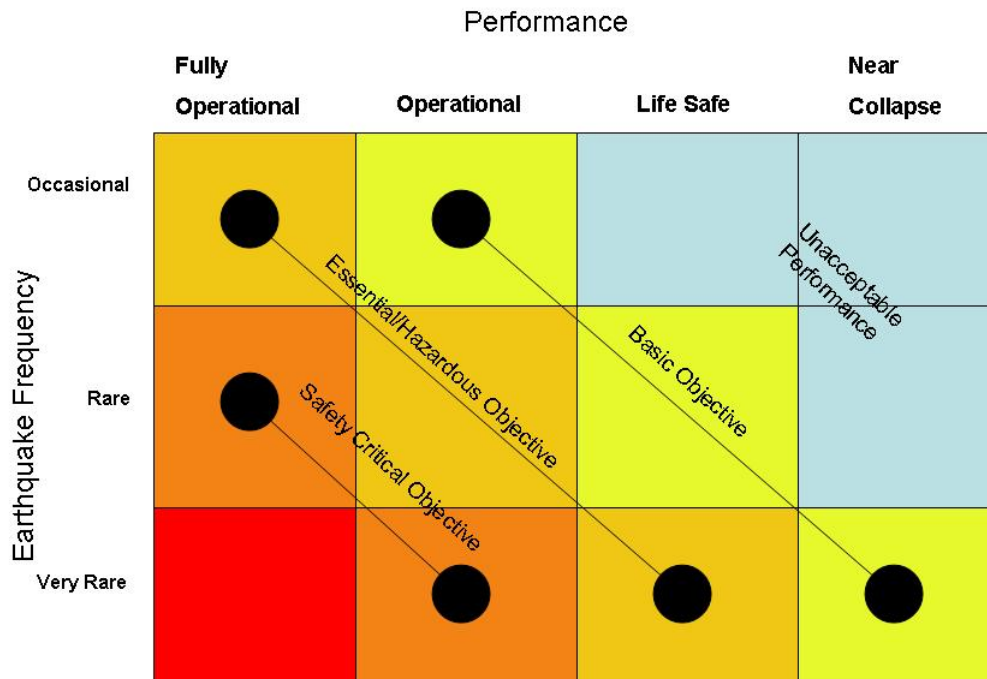 Performance
Fully
Operational
Operational
Life Safe
Near
Collapse
Earthquake Frequency
Occasional
Rare
Very Rare
Essential/Hazardous Objective
Safety Critical Objective
Basic Objective
Unacceptable
Performance